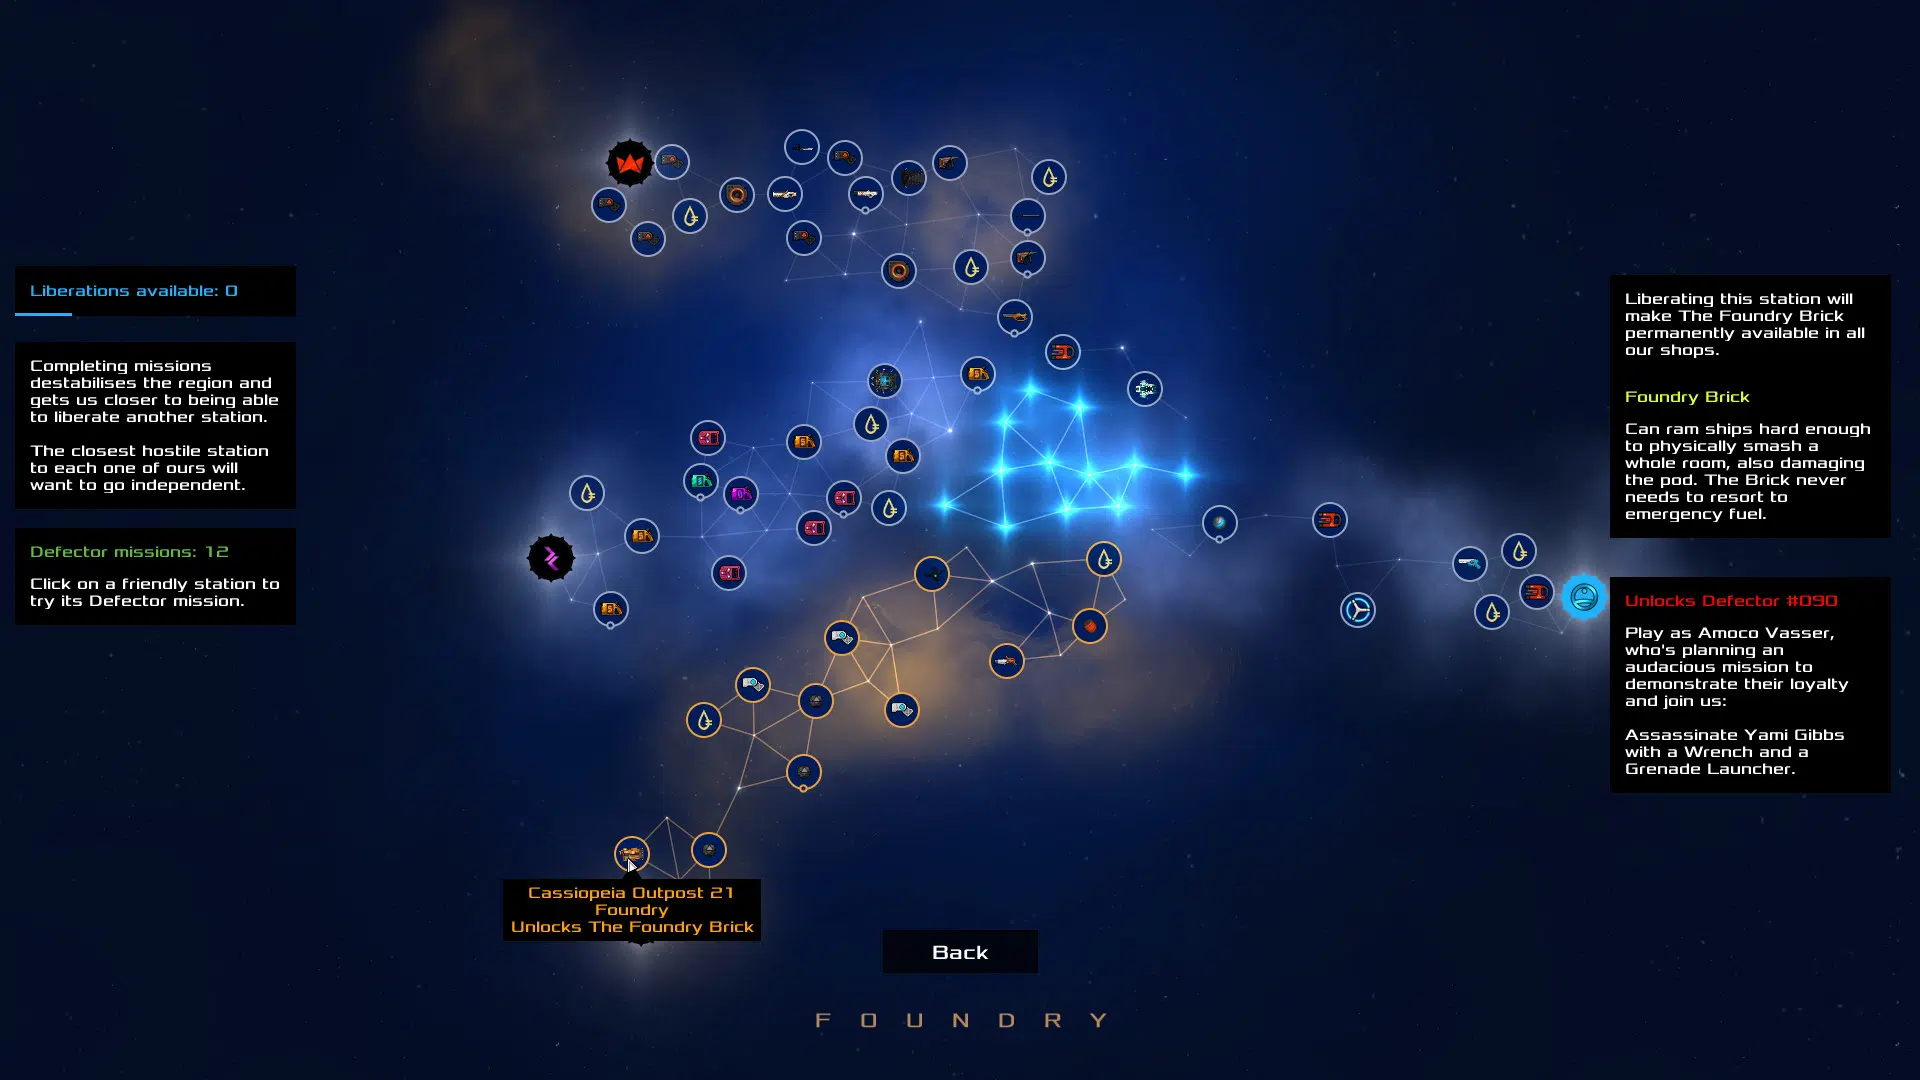 Liberations available: 0
Completing missions
destabilises the region and
gets us closer to being able
to liberate another station.
The closest hostile station
to each one of ours will
want to go independent.
Defector missions: 12
Click on a friendly station to
try its Defector mission.
Liberating this station will
make The Foundry Brick
permanently available in all
our shops.
Foundry Brick
Can ram ships hard enough
to physically smash a
whole room, also damaging
the pod. The Brick never
needs to resort to
emergency fuel.
Unlocks Defector #090
Play as Amoco Vasser,
who's planning an
audacious mission to
demonstrate their loyalty
and join us:
Assassinate Yami Gibbs
with a Wrench and a
Grenade Launcher.
Cassiopeia Outpost 21
Foundry
Unlocks The Foundry Brick
Back
FOUNDRY